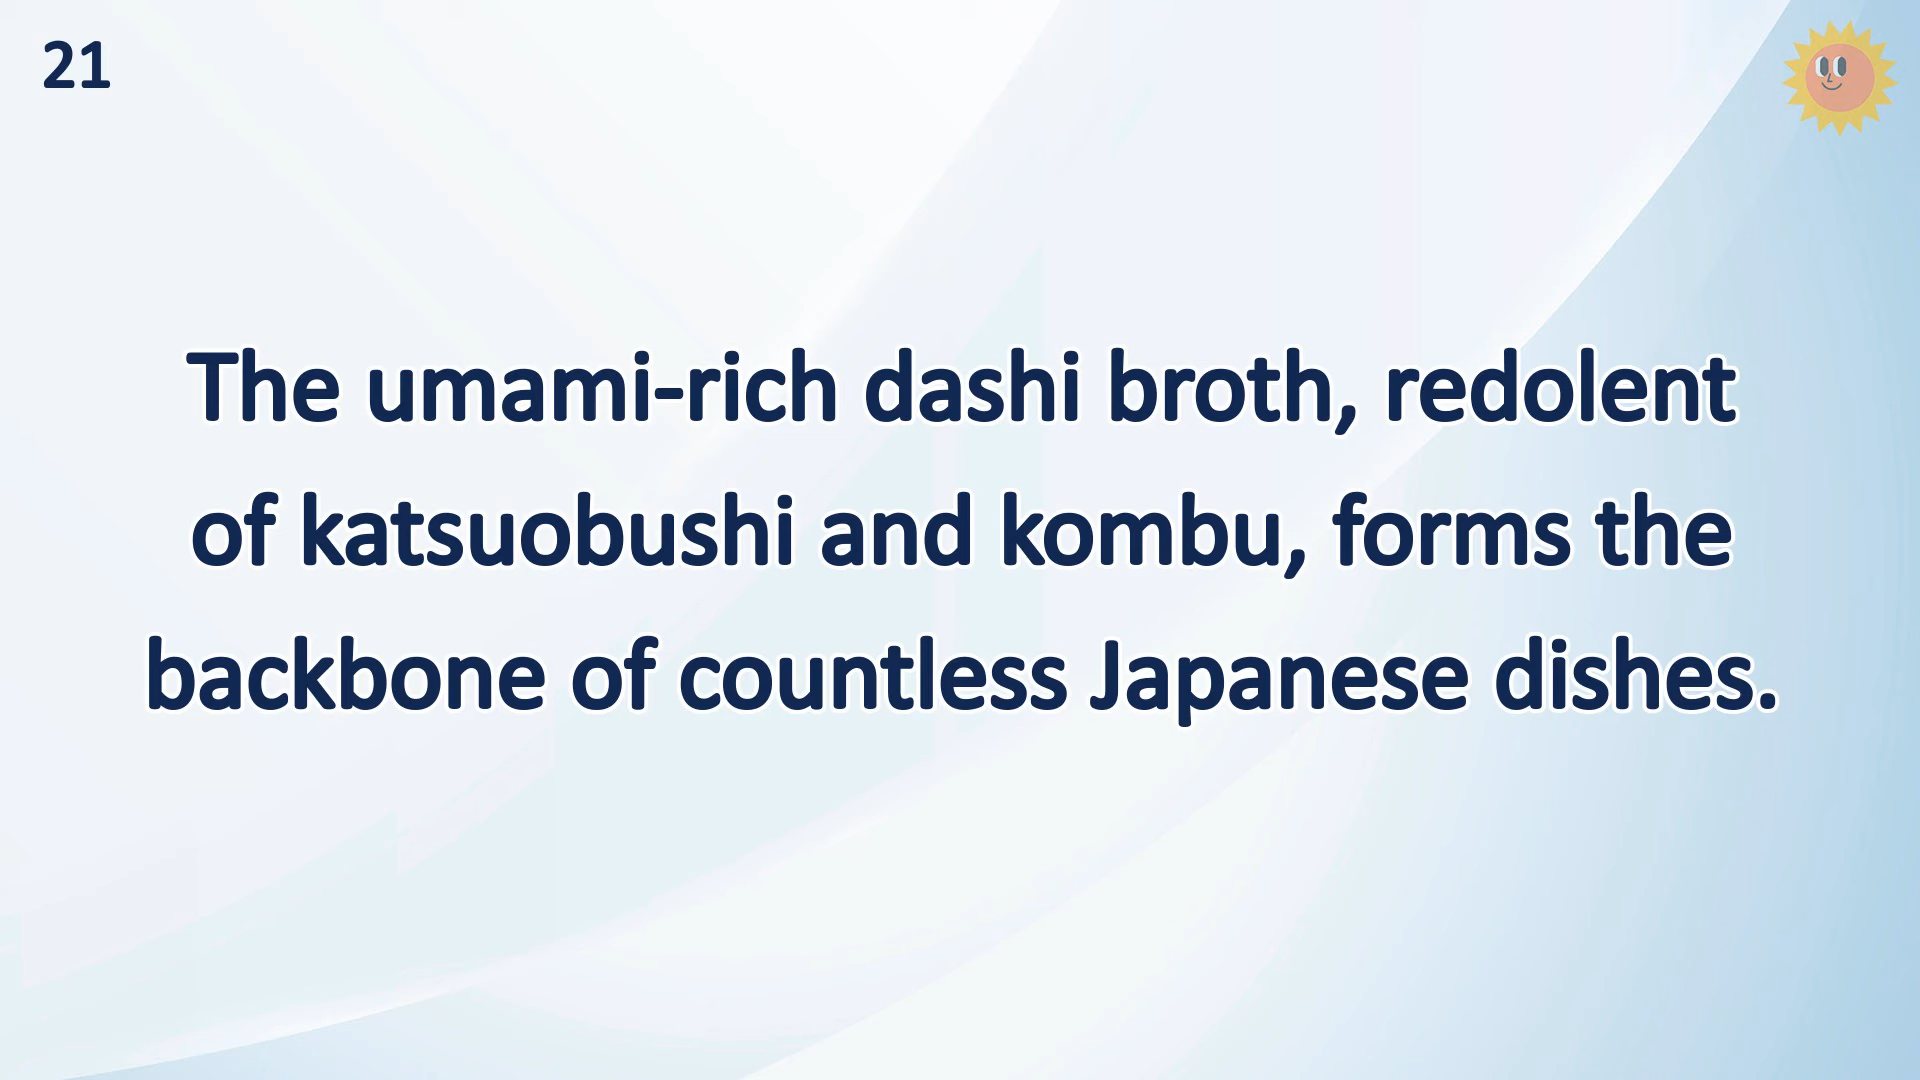 21
The umami-rich dashi broth, redolent
of katsuobushi and kombu, forms the
backbone of countless Japanese dishes.